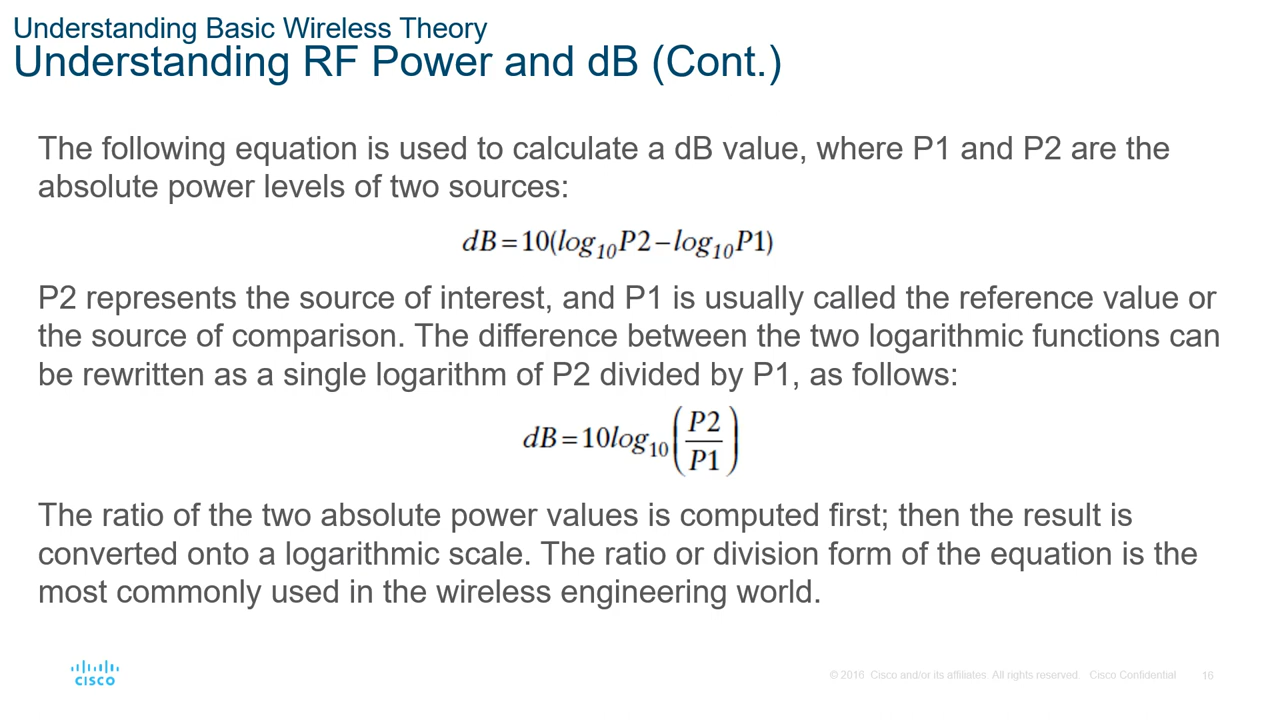 Understanding Basic Wireless Theory
Understanding RF Power and dB (Cont.)
The following equation is used to calculate a dB value, where P1 and P2 are the
absolute power levels of two sources:
dB=10(log₁₀P2–log₁₀P1)
P2 represents the source of interest, and P1 is usually called the reference value or
the source of comparison. The difference between the two logarithmic functions can
be rewritten as a single logarithm of P2 divided by P1, as follows:
dB=10log₁₀(P2/P1)
The ratio of the two absolute power values is computed first; then the result is
converted onto a logarithmic scale. The ratio or division form of the equation is the
most commonly used in the wireless engineering world.
CISCO
© 2016 Cisco and/or its affiliates. All rights reserved. Cisco Confidential 16